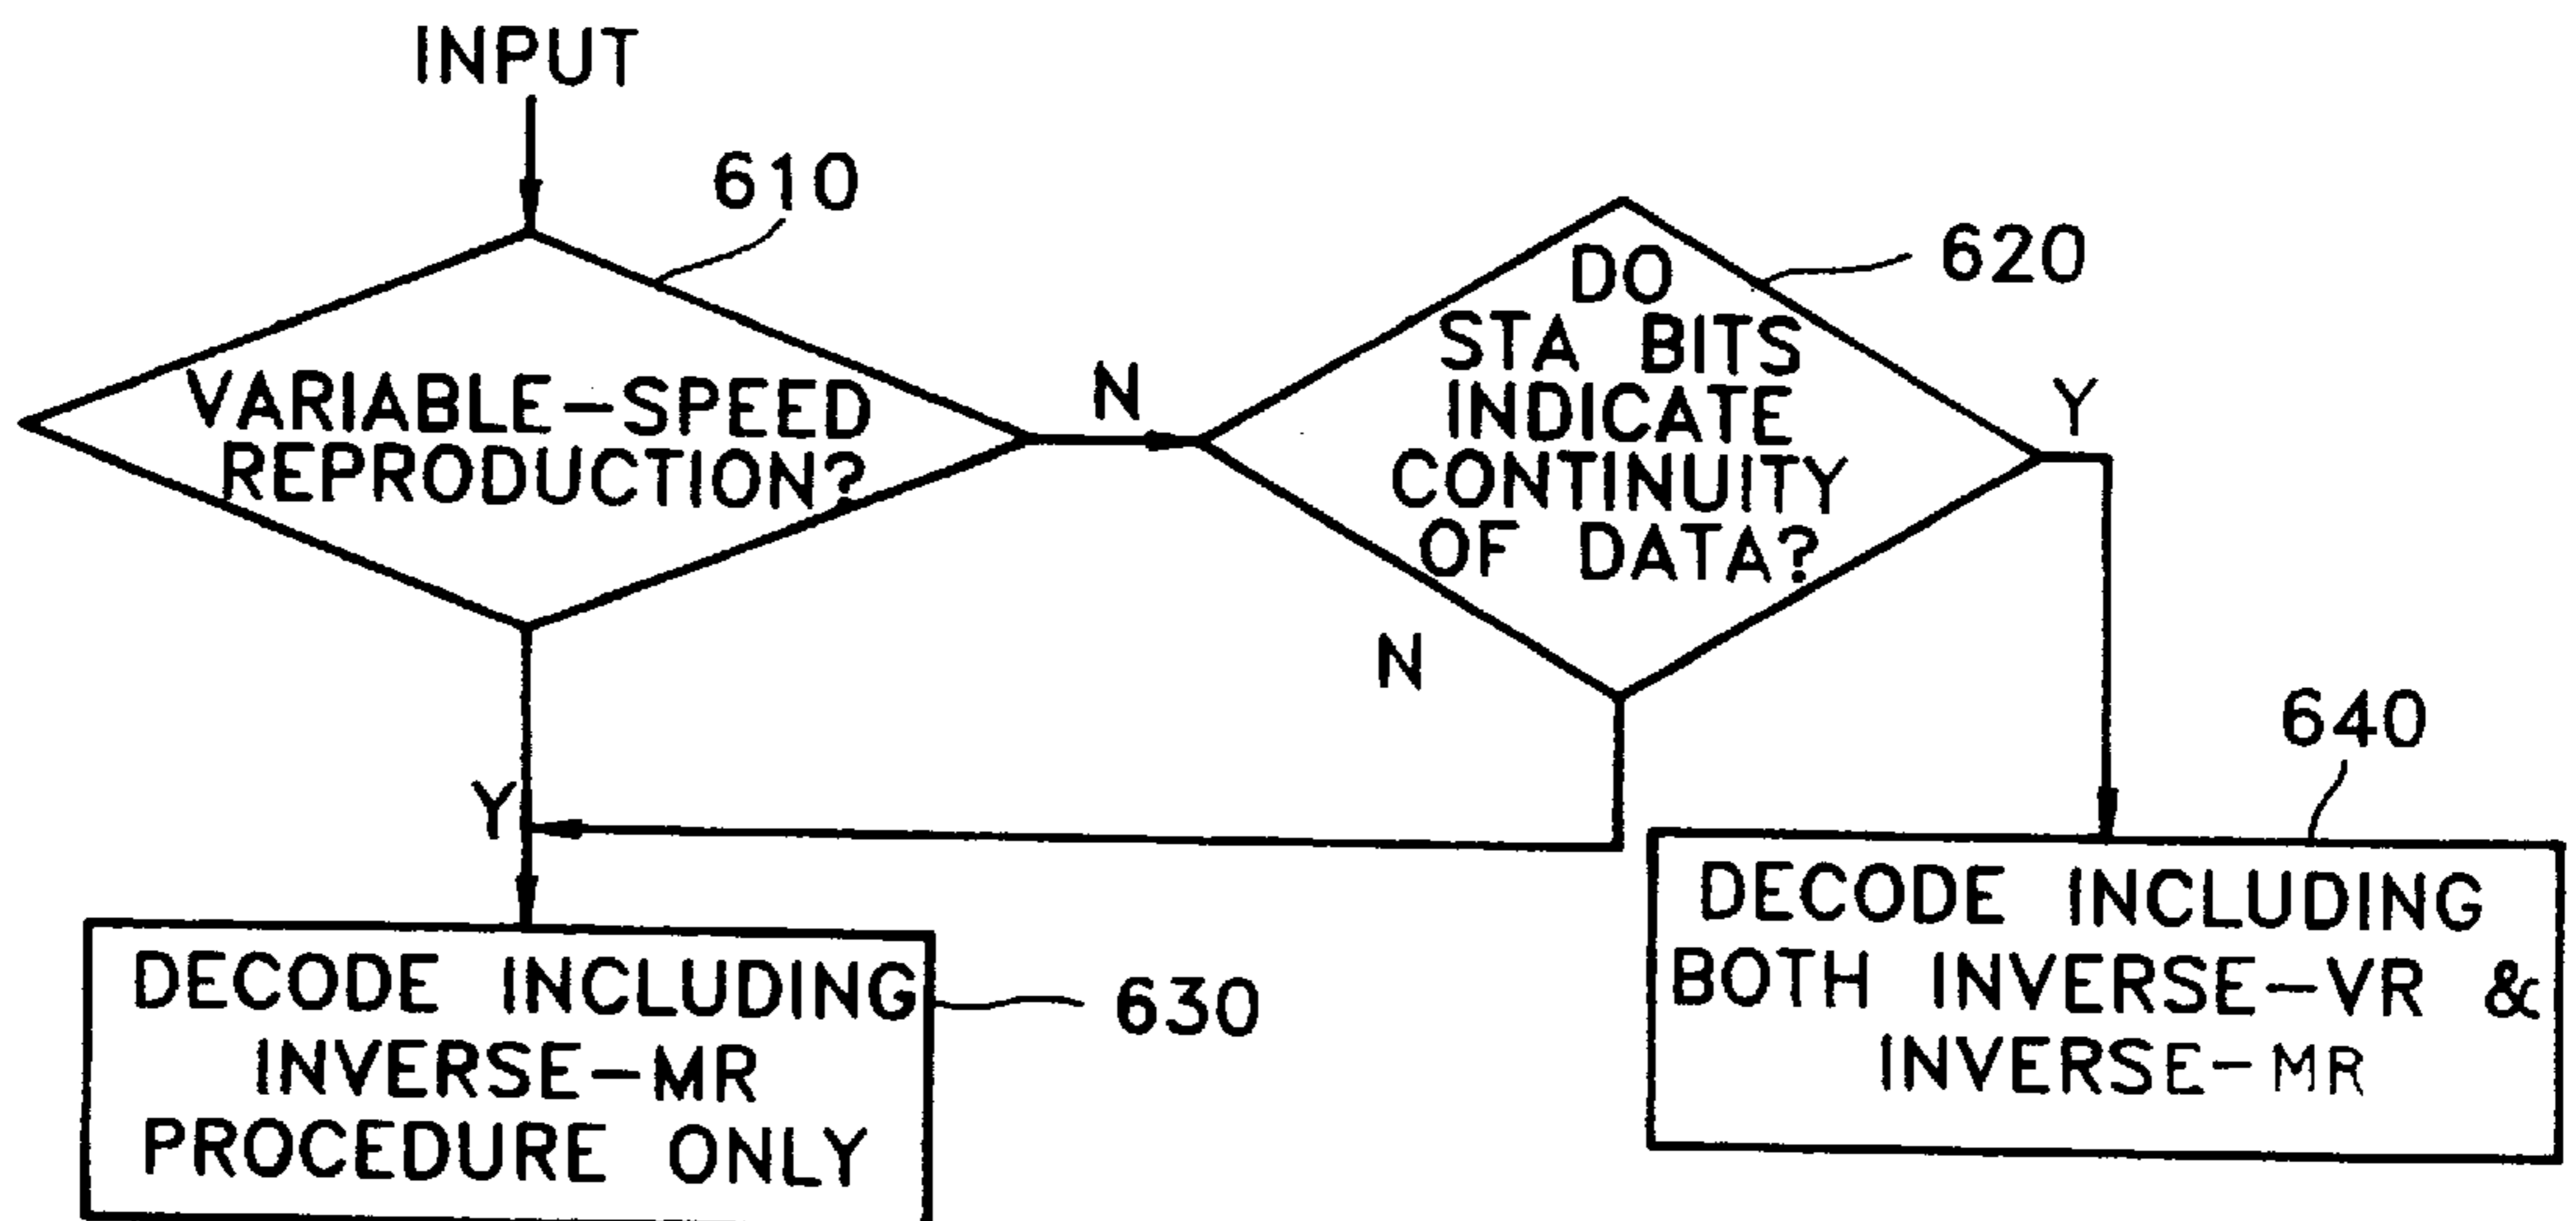 INPUT
610
VARIABLE-SPEED
REPRODUCTION?
N
DO
STA BITS
INDICATE
CONTINUITY
OF DATA?
620
Y
N
Y
DECODE INCLUDING
INVERSE-MR
PROCEDURE ONLY
630
640
DECODE INCLUDING
BOTH INVERSE-VR &
INVERSE-MR